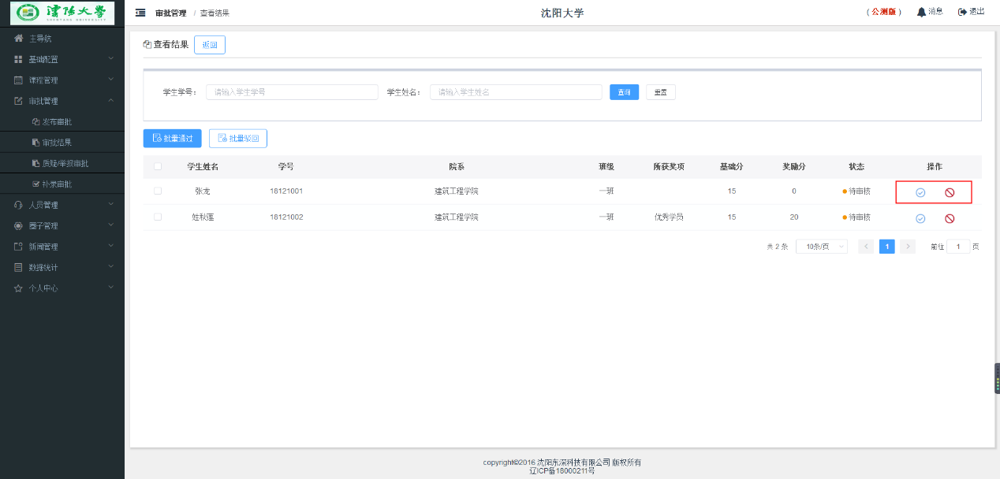 沈阳大学
SHENYANG UNIVERSITY
审批管理 / 查看结果
沈阳大学
( 公测版 )
消息
退出
主导航
基础配置
课程管理
审批管理
发布审批
审批结果
质疑/举报审批
补录审批
人员管理
圈子管理
新闻管理
数据统计
个人中心
查看结果 返回
学生学号： 请输入学生学号 学生姓名： 请输入学生姓名 查询 重置
批量通过 批量驳回
学生姓名 学号 院系 班级 所获奖项 基础分 奖励分 状态 操作
张龙 18121001 建筑工程学院 一班 15 0 待审核
姓秋莲 18121002 建筑工程学院 一班 优秀学员 15 20 待审核
共 2 条 10条/页 < 1 > 前往 1 页
copyright©2016 沈阳东深科技有限公司 版权所有
辽ICP备18000211号